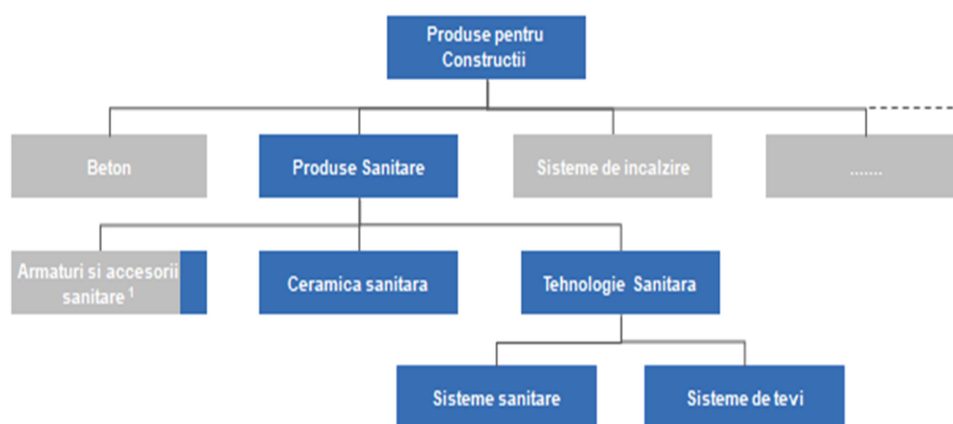 Produse pentru
Constructii
Beton
Produse Sanitare
Sisteme de incalzire
.......
Armaturi si accesorii
sanitare 1
Ceramica sanitara
Tehnologie Sanitara
Sisteme sanitare
Sisteme de tevi